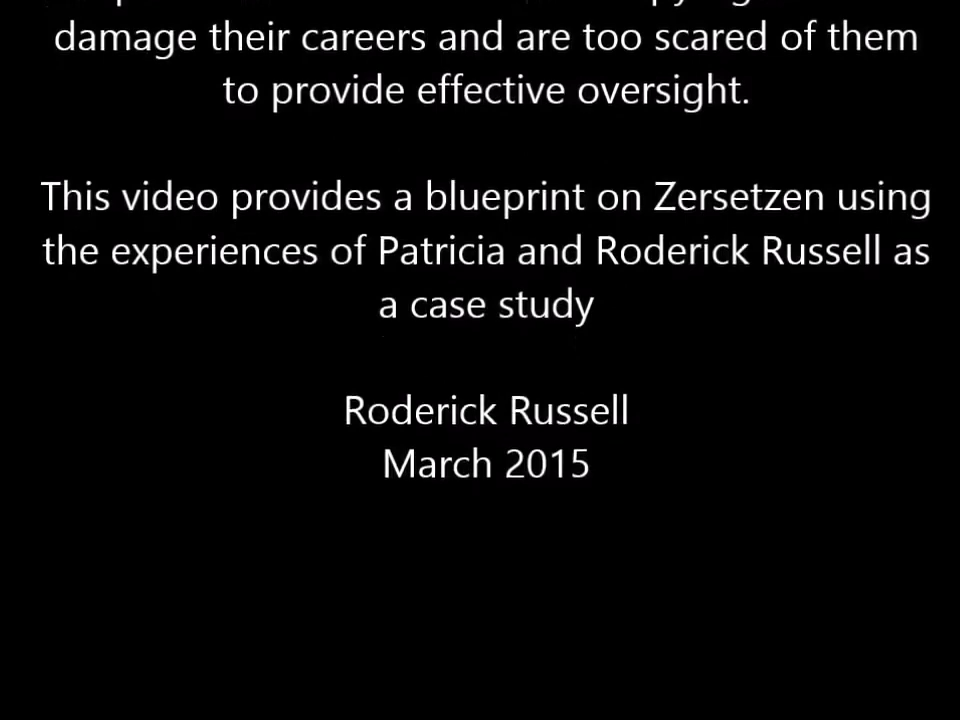 damage their careers and are too scared of them
to provide effective oversight.
This video provides a blueprint on Zersetzen using
the experiences of Patricia and Roderick Russell as
a case study
Roderick Russell
March 2015